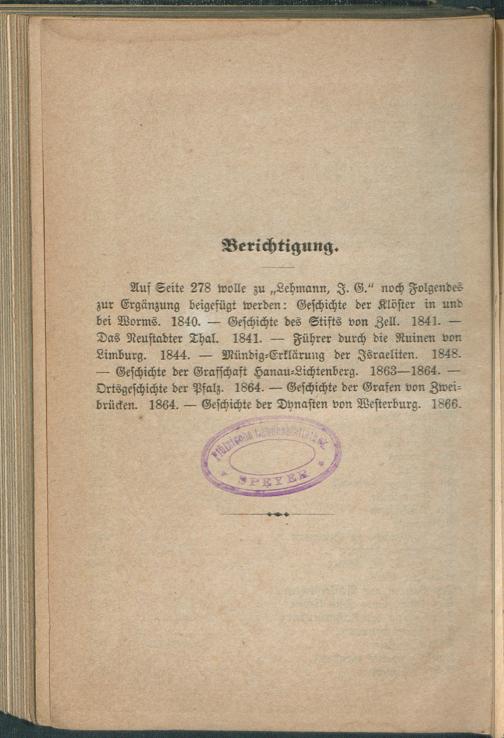 Berichtigung.
Auf Seite 278 wolle zu „Lehmann, J. G.“ noch Folgendes
zur Ergänzung beigefügt werden: Geschichte der Klöster in und
bei Worms. 1840. — Geschichte des Stifts von Zell. 1841. —
Das Neustadter Thal. 1841. — Führer durch die Ruinen von
Limburg. 1844. — Mündig-Erklärung der Israeliten. 1848.
— Geschichte der Grafschaft Hanau-Lichtenberg. 1863—1864. —
Ortsgeschichte der Pfalz. 1864. — Geschichte der Grafen von Zwei-
brücken. 1864. — Geschichte der Dynasten von Westerburg. 1866.
Pfälzische Landesbibliothek
* SPEYER *